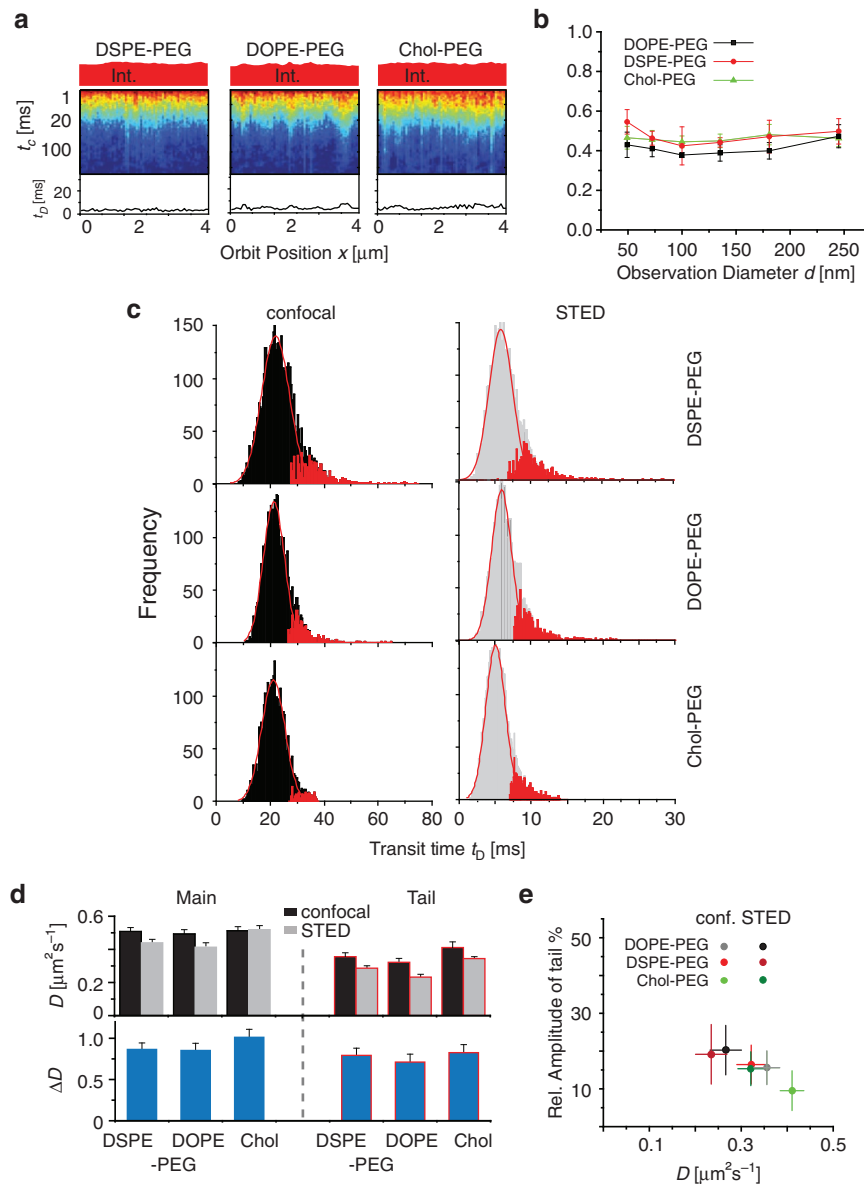 a
DSPE-PEG DOPE-PEG Chol-PEG
Int. Int. Int.
t_c [ms]
1
20
100
t_D [ms]
20
0
0 2 4 0 2 4 0 2 4
Orbit Position x [μm]
b
DOPE-PEG
DSPE-PEG
Chol-PEG
1.0
0.8
0.6
0.4
0.2
0.0
50 100 150 200 250
Observation Diameter d [nm]
c
confocal STED
Frequency
150
100
50
0
DSPE-PEG
100
50
0
DOPE-PEG
100
50
0
Chol-PEG
0 20 40 60 80 0 5 10 15 20 30
Transit time t_D [ms]
d
Main Tail
confocal
STED
D [μm²s⁻¹]
0.6
0.3
0.0
ΔD
1.0
0.5
0.0
DSPE DOPE Chol DSPE DOPE Chol
-PEG -PEG
e
conf. STED
DOPE-PEG
DSPE-PEG
Chol-PEG
Rel. Amplitude of tail %
50
30
10
0.1 0.3 0.5
D [μm²s⁻¹]